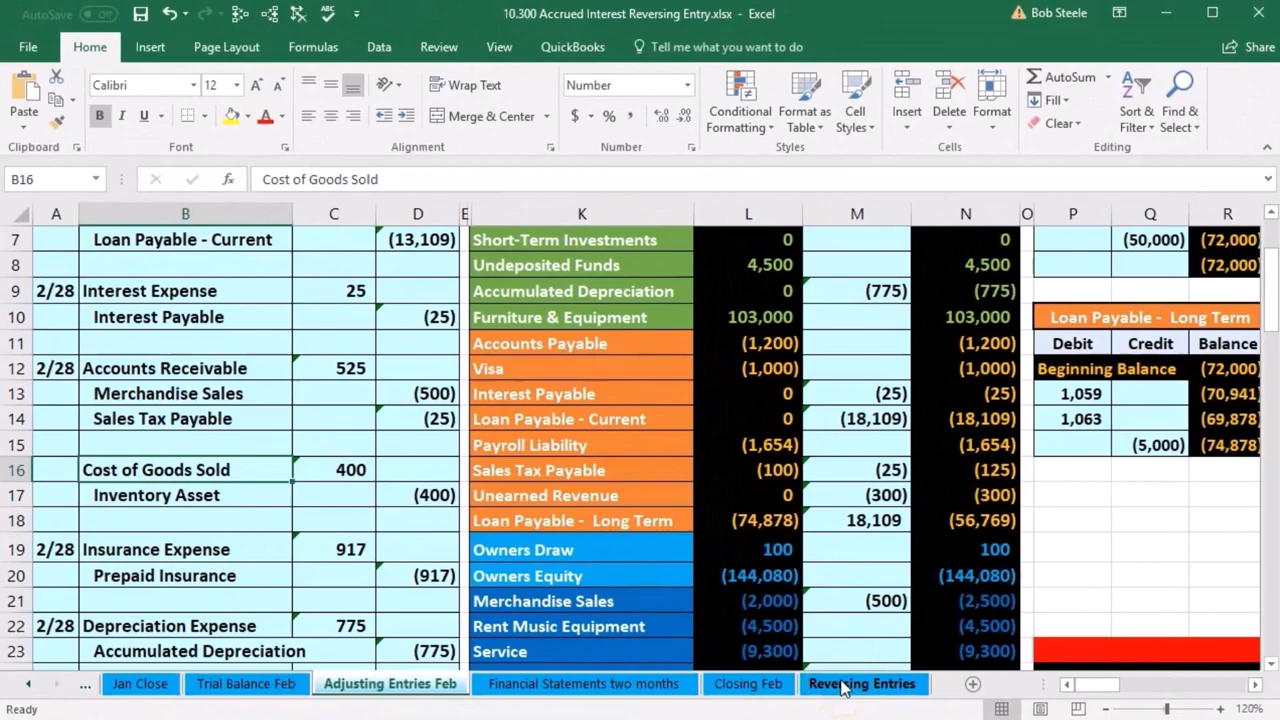 AutoSave Off 10.300 Accrued Interest Reversing Entry.xlsx - Excel Bob Steele
File Home Insert Page Layout Formulas Data Review View QuickBooks Tell me what you want to do Share
Calibri 12 Wrap Text Number AutoSum
Paste Merge & Center Conditional Formatting Format as Table Cell Styles Insert Delete Format Fill Clear Sort & Filter Find & Select
Clipboard Font Alignment Number Styles Cells Editing
B16 fx Cost of Goods Sold
A B C D E K L M N O P Q R
7 Loan Payable - Current (13,109) Short-Term Investments 0 0 (50,000) (72,000)
8 Undeposited Funds 4,500 4,500 (72,000)
9 2/28 Interest Expense 25 Accumulated Depreciation 0 (775) (775)
10 Interest Payable (25) Furniture & Equipment 103,000 103,000 Loan Payable - Long Term
11 Accounts Payable (1,200) (1,200) Debit Credit Balance
12 2/28 Accounts Receivable 525 Visa (1,000) (1,000) Beginning Balance (72,000)
13 Merchandise Sales (500) Interest Payable 0 (25) (25) 1,059 (70,941)
14 Sales Tax Payable (25) Loan Payable - Current 0 (18,109) (18,109) 1,063 (69,878)
15 Payroll Liability (1,654) (1,654) (5,000) (74,878)
16 Cost of Goods Sold 400 Sales Tax Payable (100) (25) (125)
17 Inventory Asset (400) Unearned Revenue 0 (300) (300)
18 Loan Payable - Long Term (74,878) 18,109 (56,769)
19 2/28 Insurance Expense 917 Owners Draw 100 100
20 Prepaid Insurance (917) Owners Equity (144,080) (144,080)
21 Merchandise Sales (2,000) (500) (2,500)
22 2/28 Depreciation Expense 775 Rent Music Equipment (4,500) (4,500)
23 Accumulated Depreciation (775) Service (9,300) (9,300)
... Jan Close Trial Balance Feb Adjusting Entries Feb Financial Statements two months Closing Feb Reversing Entries
Ready 120%